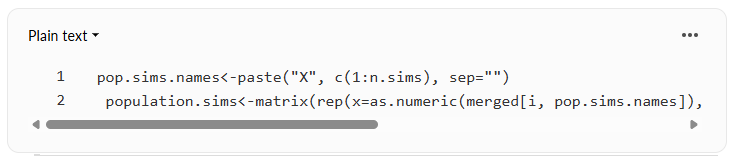 Plain text
1 pop.sims.names<-paste("X", c(1:n.sims), sep="")
2 population.sims<-matrix(rep(x=as.numeric(merged[i, pop.sims.names]),